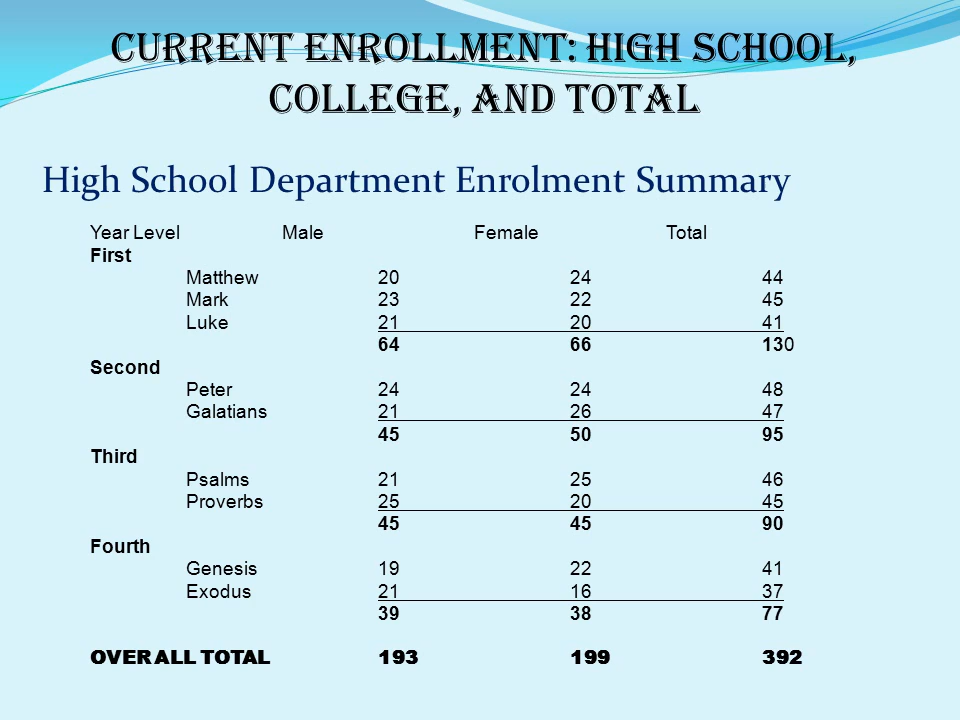 CURRENT ENROLLMENT: HIGH SCHOOL,
COLLEGE, AND TOTAL
High School Department Enrolment Summary
Year Level Male Female Total
First
Matthew 20 24 44
Mark 23 22 45
Luke 21 20 41
64 66 130
Second
Peter 24 24 48
Galatians 21 26 47
45 50 95
Third
Psalms 21 25 46
Proverbs 25 20 45
45 45 90
Fourth
Genesis 19 22 41
Exodus 21 16 37
39 38 77
OVERALL TOTAL 193 199 392